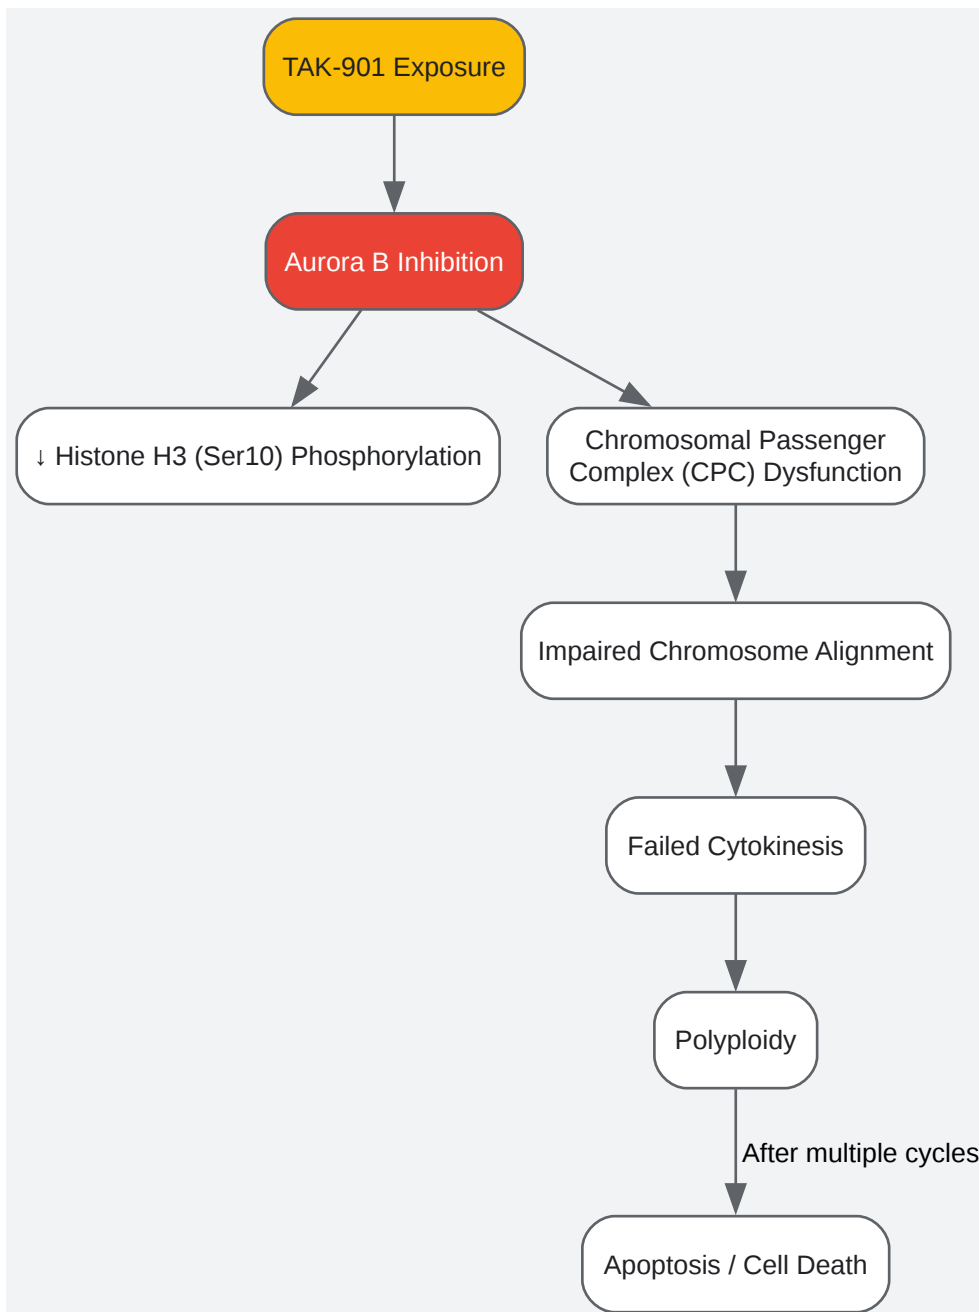 TAK-901 Exposure
Aurora B Inhibition
↓ Histone H3 (Ser10) Phosphorylation
Chromosomal Passenger
Complex (CPC) Dysfunction
Impaired Chromosome Alignment
Failed Cytokinesis
Polyploidy
After multiple cycles
Apoptosis / Cell Death